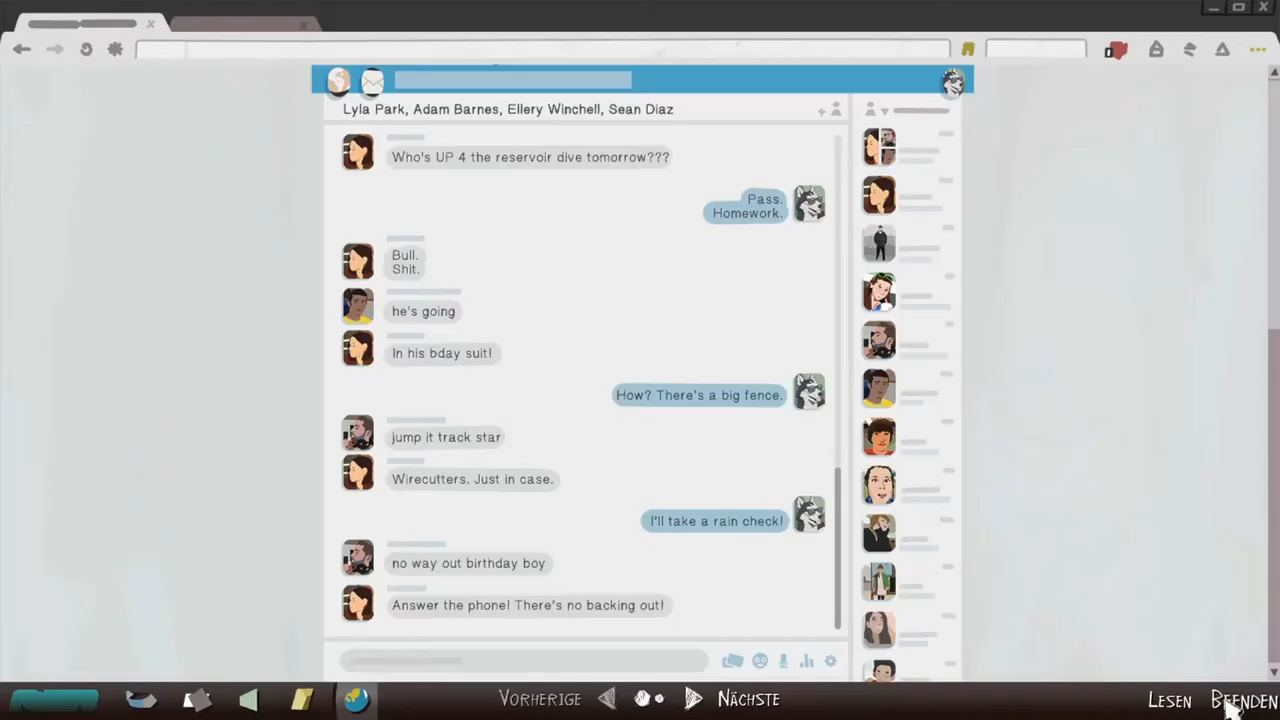 Lyla Park, Adam Barnes, Ellery Winchell, Sean Diaz
Who's UP 4 the reservoir dive tomorrow???
Pass.
Homework.
Bull.
Shit.
he's going
In his bday suit!
How? There's a big fence.
jump it track star
Wirecutters. Just in case.
I'll take a rain check!
no way out birthday boy
Answer the phone! There's no backing out!
VORHERIGE
NÄCHSTE
LESEN
BEENDEN